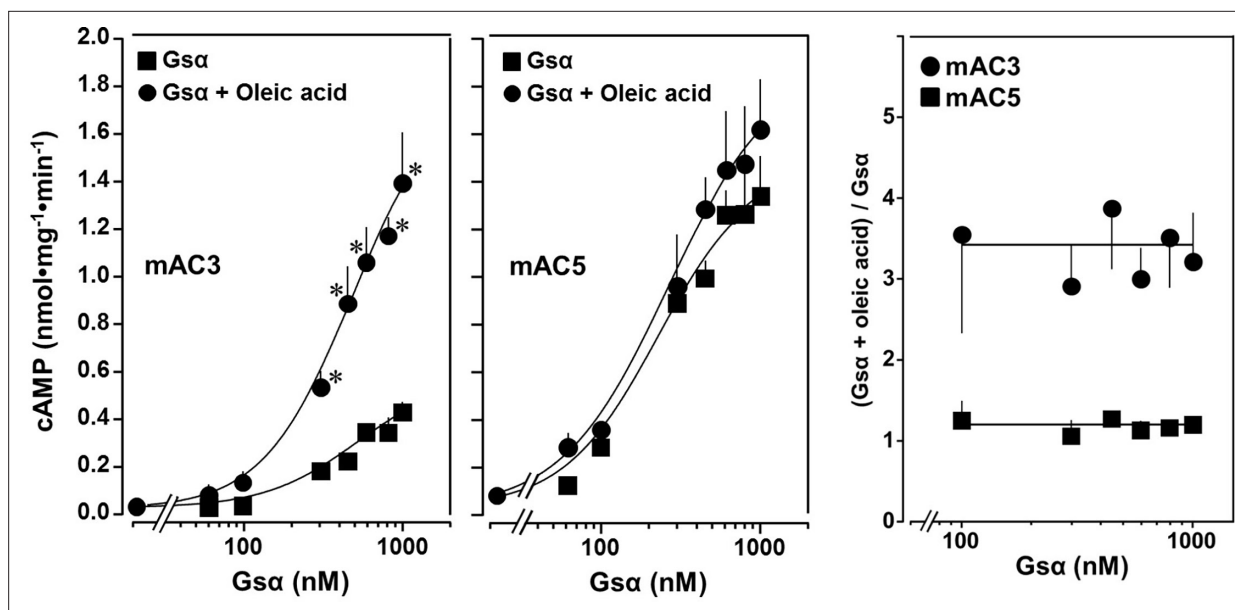 2.0
1.8
1.6
1.4
1.2
1.0
0.8
0.6
0.4
0.2
0.0
cAMP (nmol•mg⁻¹•min⁻¹)
Gsα
Gsα + Oleic acid
mAC3
*
*
*
*
*
100
1000
Gsα (nM)
Gsα
Gsα + Oleic acid
mAC5
100
1000
Gsα (nM)
(Gsα + oleic acid) / Gsα
mAC3
mAC5
5
4
3
2
1
0
100
1000
Gsα (nM)